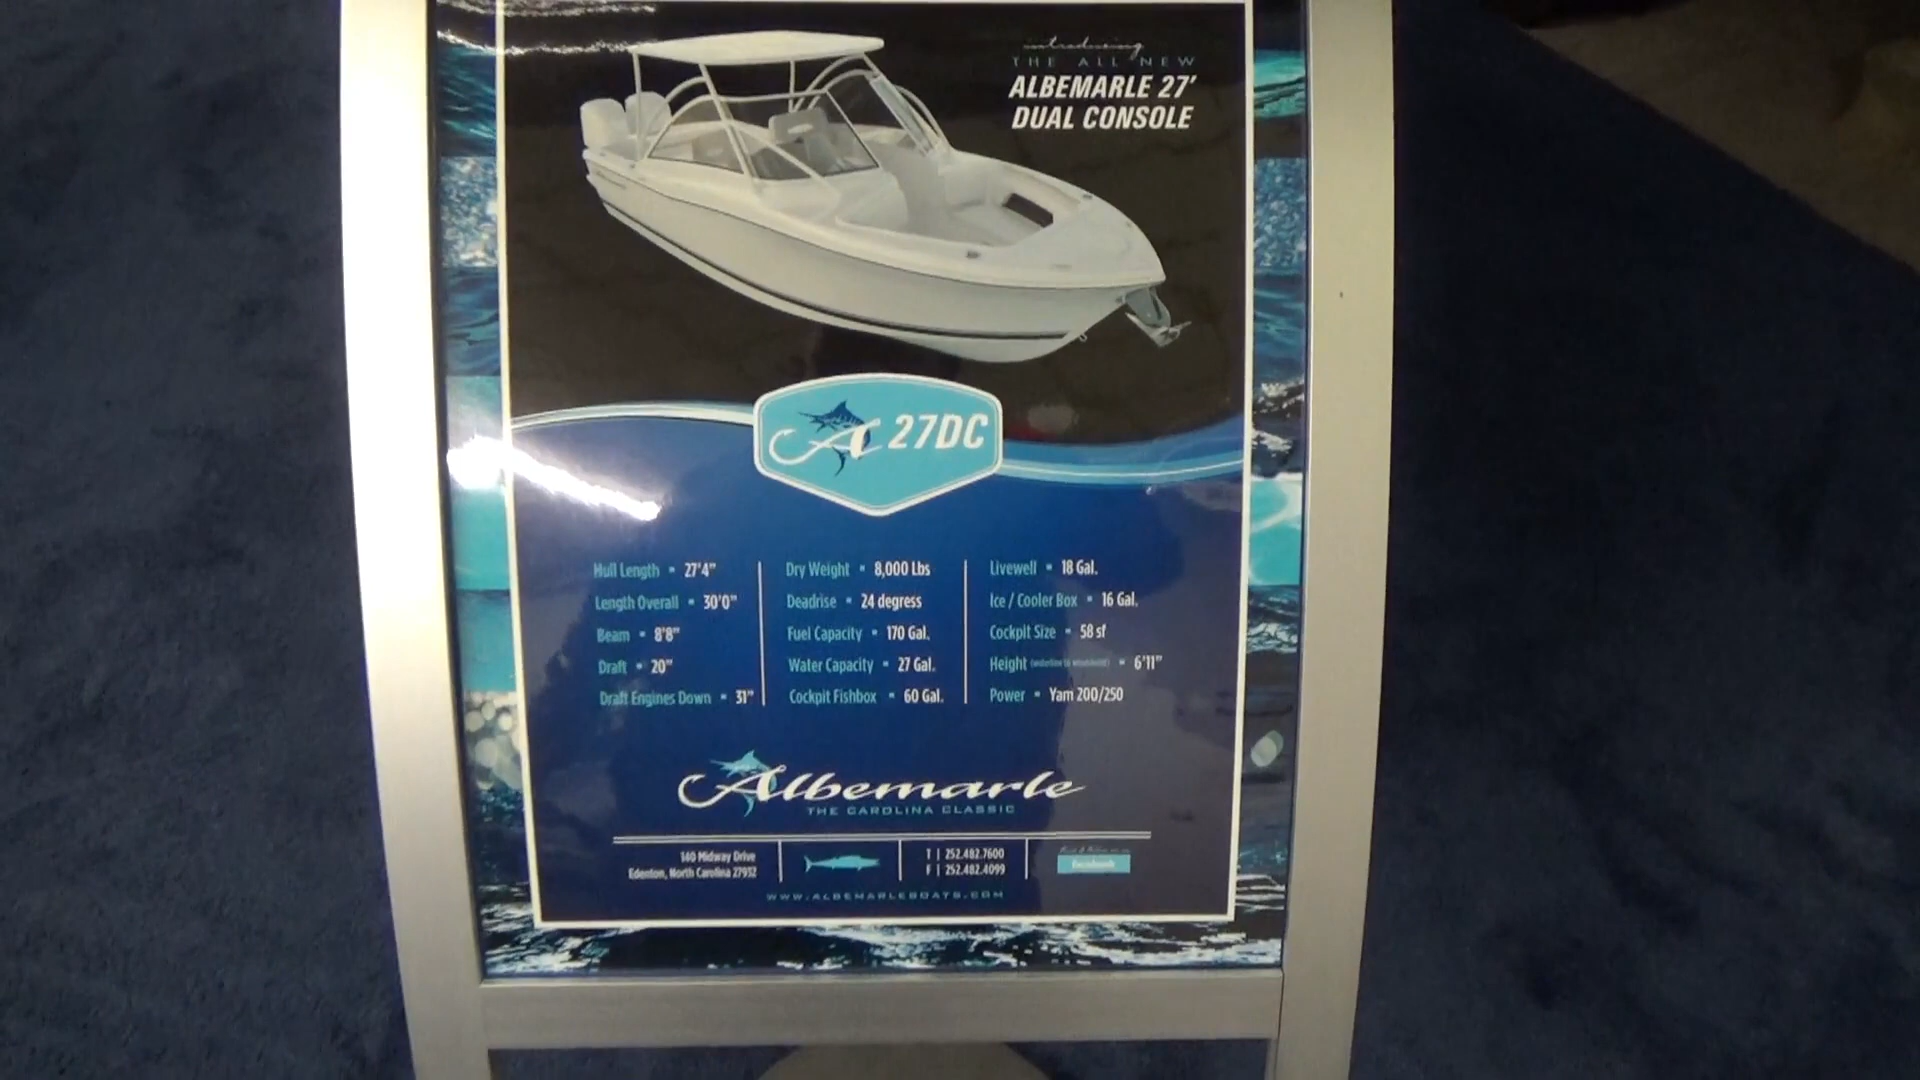 introducing
THE ALL NEW
ALBEMARLE 27'
DUAL CONSOLE
A 27DC
Hull Length • 27'4"
Length Overall • 30'0"
Beam • 8'8"
Draft • 20"
Draft Engines Down • 31"
Dry Weight • 8,000 Lbs
Deadrise • 24 degress
Fuel Capacity • 170 Gal.
Water Capacity • 27 Gal.
Cockpit Fishbox • 60 Gal.
Livewell • 18 Gal.
Ice / Cooler Box • 16 Gal.
Cockpit Size • 58 sf
Height • 6'11"
Power • Yam 200/250
Albemarle
THE CAROLINA CLASSIC
140 Midway Drive
Edenton, North Carolina 27932
T | 252.482.7600
F | 252.482.4099
facebook
WWW.ALBEMARLEBOATS.COM